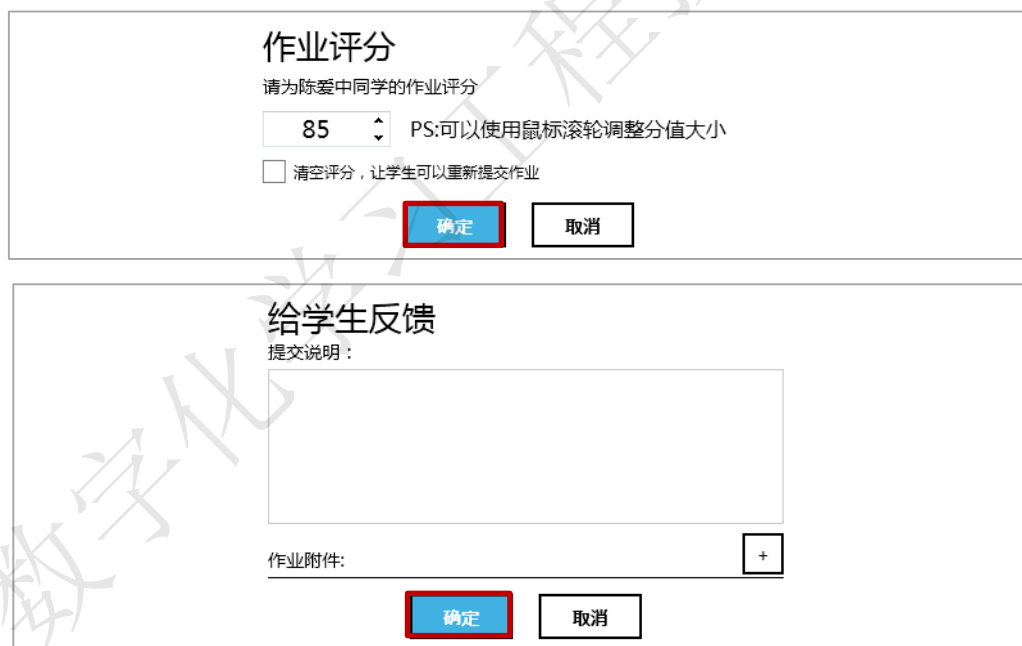 作业评分
请为陈爱中同学的作业评分
85 PS:可以使用鼠标滚轮调整分值大小
清空评分，让学生可以重新提交作业
确定 取消
给学生反馈
提交说明：
作业附件: +
确定 取消
数字化学习工程